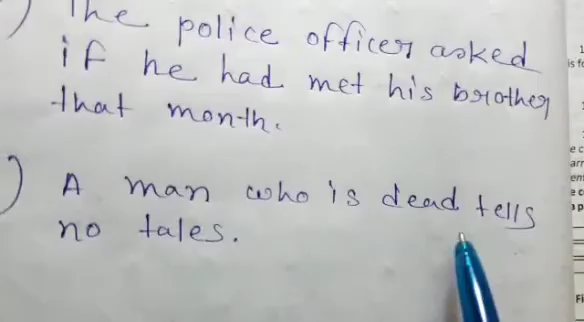 ) The police officer asked
if he had met his brother
that month.
) A man who is dead tells
no tales.